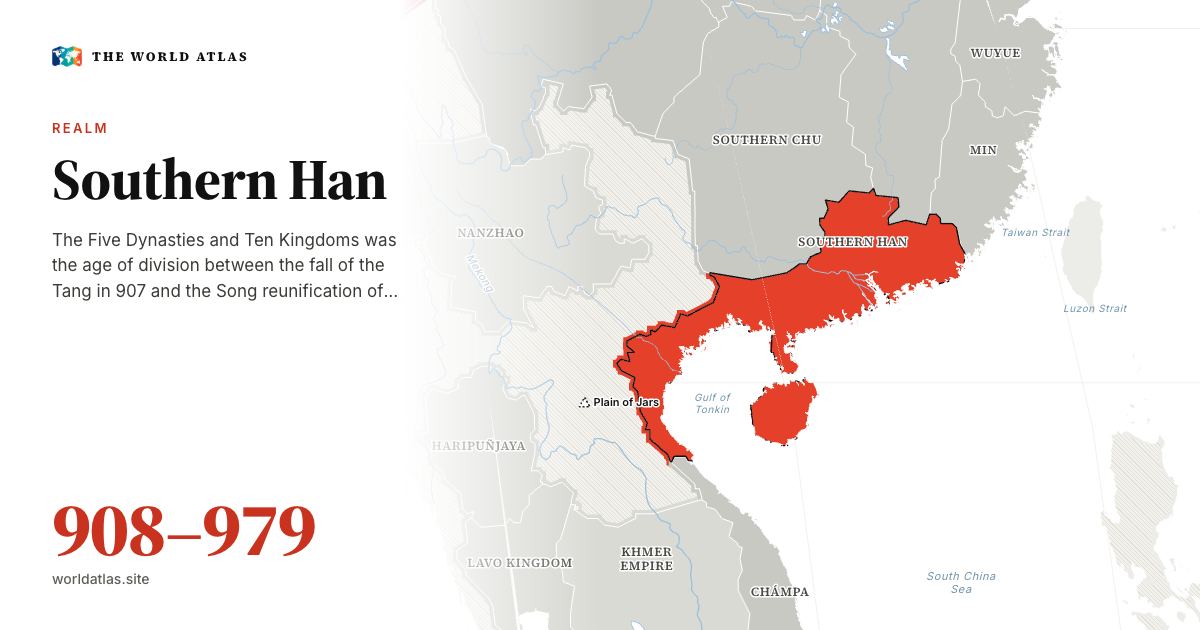 THE WORLD ATLAS
REALM
Southern Han
The Five Dynasties and Ten Kingdoms was
the age of division between the fall of the
Tang in 907 and the Song reunification of...
908–979
worldatlas.site
WUYUE
SOUTHERN CHU
MIN
NANZHAO
SOUTHERN HAN
Taiwan Strait
Mekong
Luzon Strait
Plain of Jars
Gulf of
Tonkin
HARIPUÑJAYA
LAVO KINGDOM
KHMER
EMPIRE
CHÁMPA
South China
Sea